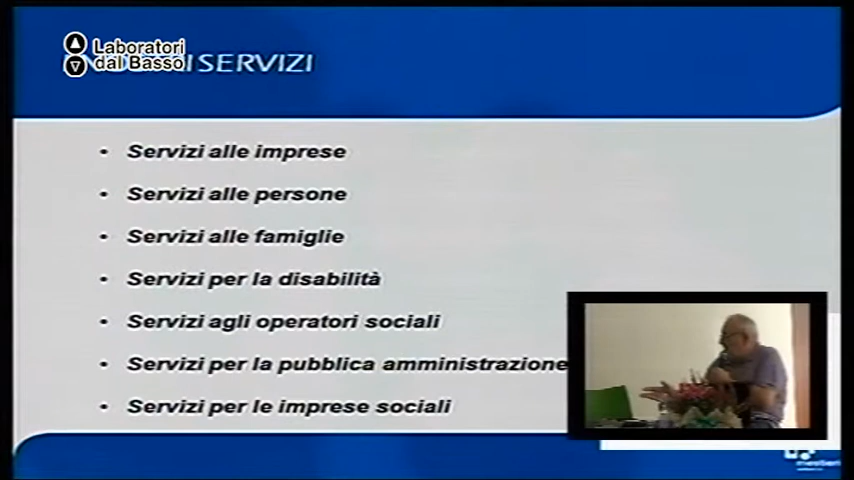 Laboratori
dal Basso
I SERVIZI
• Servizi alle imprese
• Servizi alle persone
• Servizi alle famiglie
• Servizi per la disabilità
• Servizi agli operatori sociali
• Servizi per la pubblica amministrazione
• Servizi per le imprese sociali